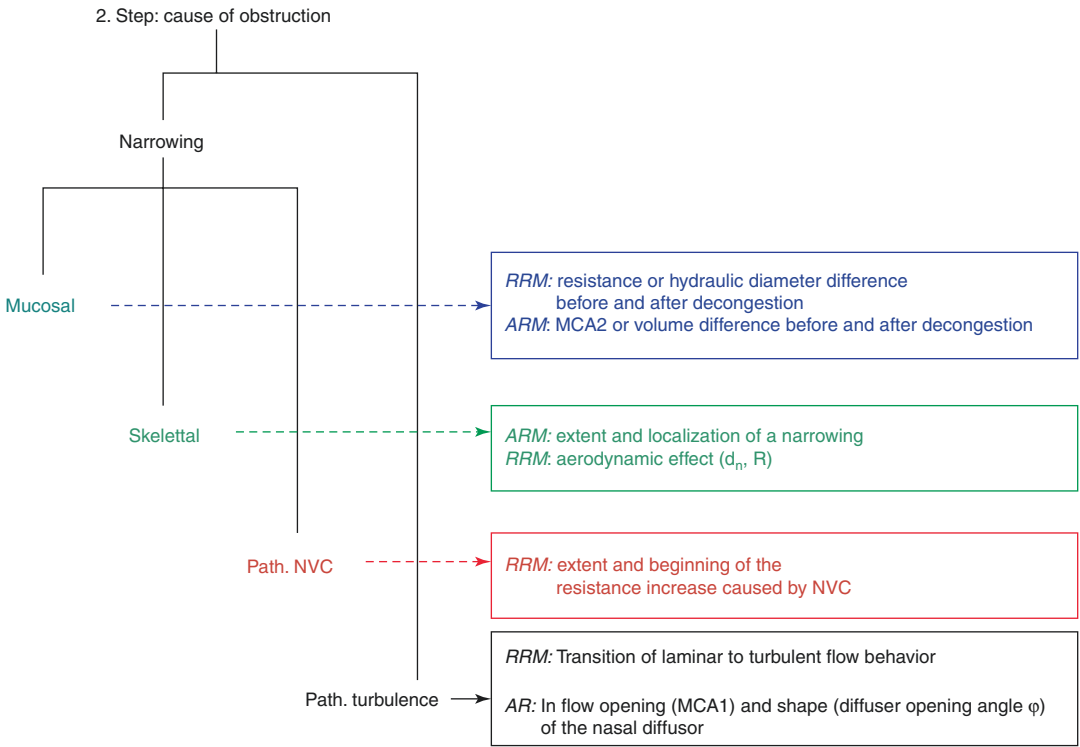 2. Step: cause of obstruction
Narrowing
Mucosal
RRM: resistance or hydraulic diameter difference
before and after decongestion
ARM: MCA2 or volume difference before and after decongestion
Skelettal
ARM: extent and localization of a narrowing
RRM: aerodynamic effect (dₙ, R)
Path. NVC
RRM: extent and beginning of the
resistance increase caused by NVC
Path. turbulence
RRM: Transition of laminar to turbulent flow behavior
AR: In flow opening (MCA1) and shape (diffuser opening angle φ)
of the nasal diffusor